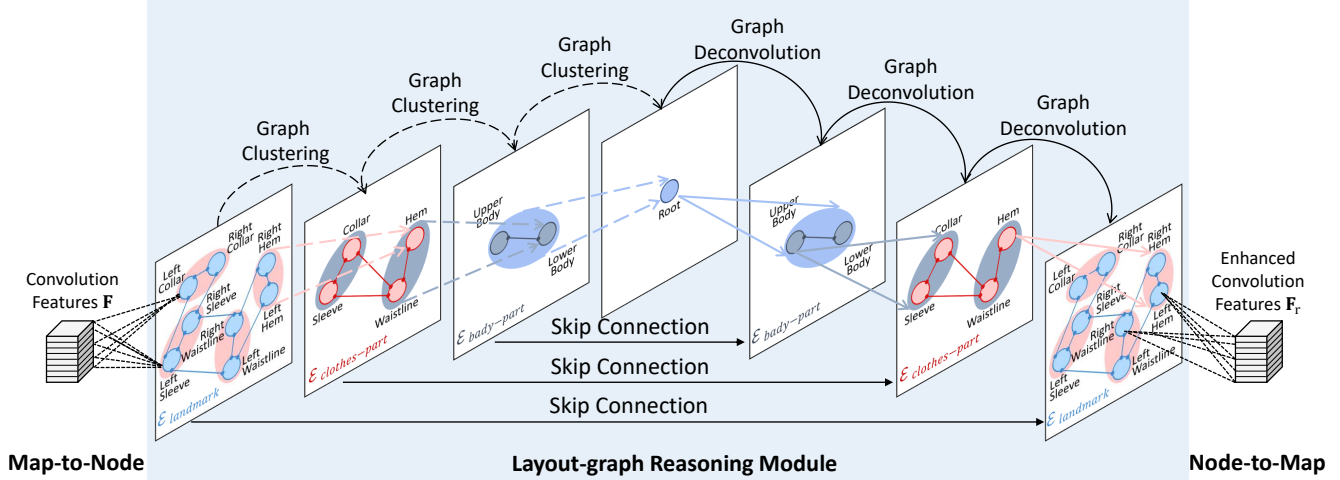 Graph
Clustering
Graph
Clustering
Graph
Clustering
Graph
Deconvolution
Graph
Deconvolution
Graph
Deconvolution
Convolution
Features F
Left
Collar
Right
Collar
Right
Hem
Right
Sleeve
Left
Hem
Right
Waistline
Left
Waistline
Left
Sleeve
ℰ landmark
Collar
Hem
Sleeve
Waistline
ℰ clothes−part
Upper
Body
Lower
Body
ℰ bady−part
Root
Upper
Body
Lower
Body
ℰ bady−part
Collar
Hem
Sleeve
Waistline
ℰ clothes−part
Left
Collar
Right
Collar
Right
Hem
Right
Sleeve
Left
Hem
Right
Waistline
Left
Waistline
Left
Sleeve
ℰ landmark
Enhanced
Convolution
Features Fr
Skip Connection
Skip Connection
Skip Connection
Map-to-Node
Layout-graph Reasoning Module
Node-to-Map